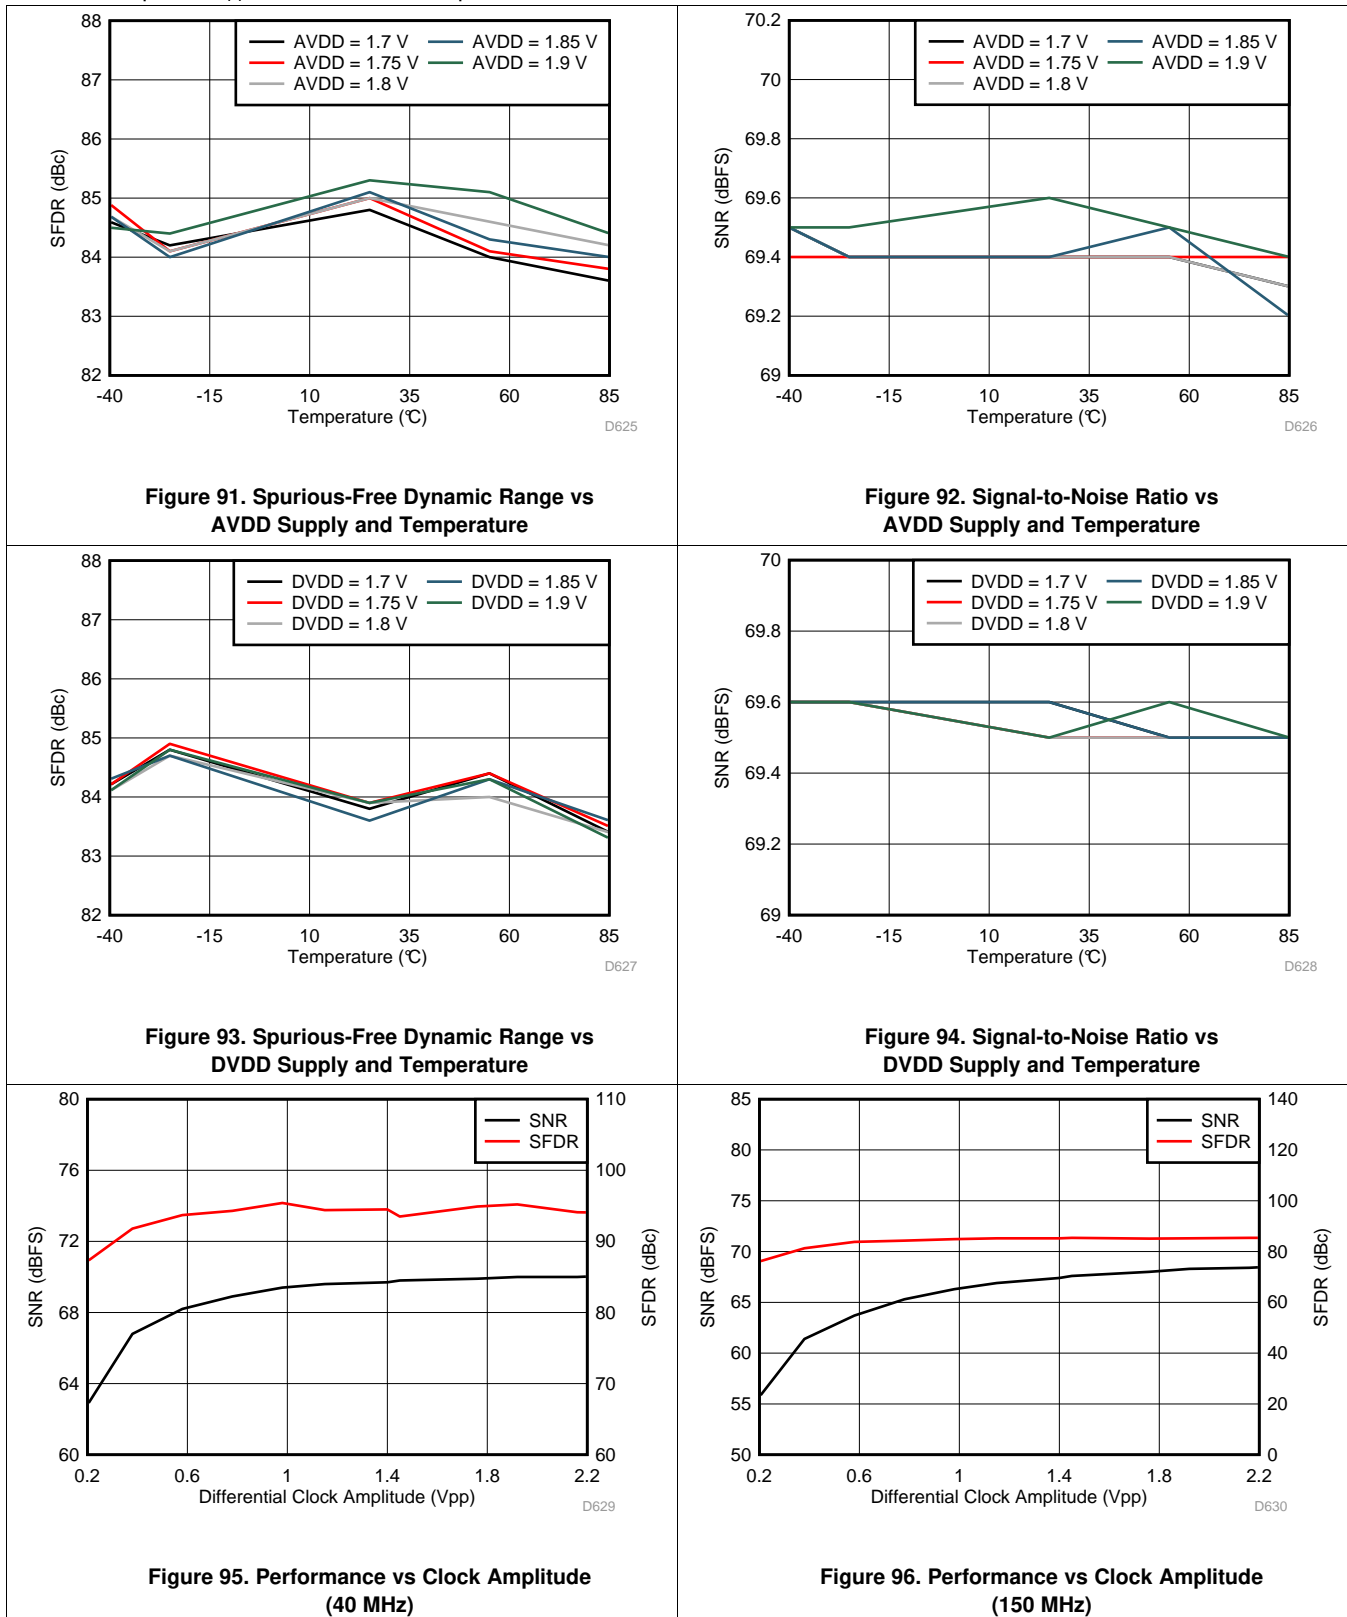 88
87
86
85
84
83
82
SFDR (dBc)
AVDD = 1.7 V
AVDD = 1.75 V
AVDD = 1.8 V
AVDD = 1.85 V
AVDD = 1.9 V
-40 -15 10 35 60 85
Temperature (°C)
D625
Figure 91. Spurious-Free Dynamic Range vs
AVDD Supply and Temperature
70.2
70
69.8
69.6
69.4
69.2
69
SNR (dBFS)
AVDD = 1.7 V
AVDD = 1.75 V
AVDD = 1.8 V
AVDD = 1.85 V
AVDD = 1.9 V
-40 -15 10 35 60 85
Temperature (°C)
D626
Figure 92. Signal-to-Noise Ratio vs
AVDD Supply and Temperature
88
87
86
85
84
83
82
SFDR (dBc)
DVDD = 1.7 V
DVDD = 1.75 V
DVDD = 1.8 V
DVDD = 1.85 V
DVDD = 1.9 V
-40 -15 10 35 60 85
Temperature (°C)
D627
Figure 93. Spurious-Free Dynamic Range vs
DVDD Supply and Temperature
70
69.8
69.6
69.4
69.2
69
SNR (dBFS)
DVDD = 1.7 V
DVDD = 1.75 V
DVDD = 1.8 V
DVDD = 1.85 V
DVDD = 1.9 V
-40 -15 10 35 60 85
Temperature (°C)
D628
Figure 94. Signal-to-Noise Ratio vs
DVDD Supply and Temperature
80
76
72
68
64
60
SNR (dBFS)
SNR
SFDR
110
100
90
80
70
60
SFDR (dBc)
0.2 0.6 1 1.4 1.8 2.2
Differential Clock Amplitude (Vpp)
D629
Figure 95. Performance vs Clock Amplitude
(40 MHz)
85
80
75
70
65
60
55
50
SNR (dBFS)
SNR
SFDR
140
120
100
80
60
40
20
0
SFDR (dBc)
0.2 0.6 1 1.4 1.8 2.2
Differential Clock Amplitude (Vpp)
D630
Figure 96. Performance vs Clock Amplitude
(150 MHz)